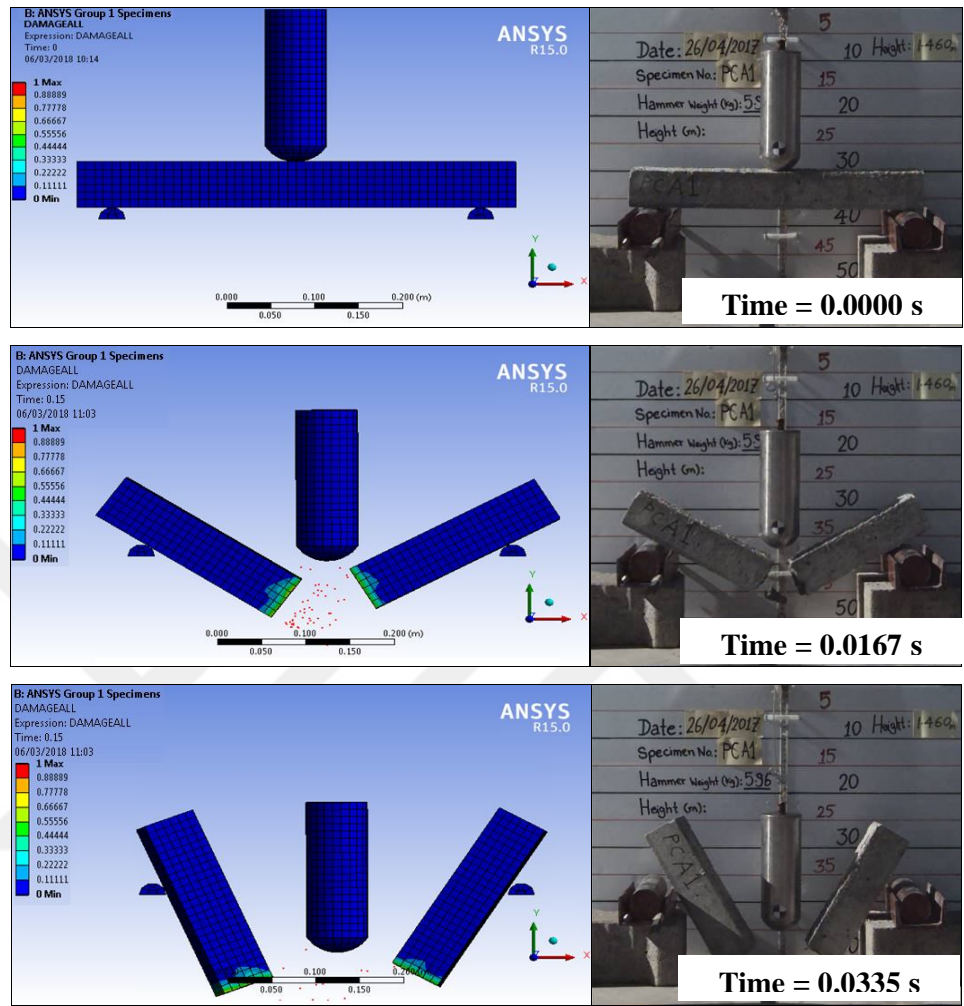 B: ANSYS Group 1 Specimens
DAMAGEALL
Expression: DAMAGEALL
Time: 0
06/03/2018 10:14
1 Max
0.88889
0.77778
0.66667
0.55556
0.44444
0.33333
0.22222
0.11111
0 Min
ANSYS
R15.0
Y
X
0.000 0.100 0.200 (m)
0.050 0.150
5
Date: 26/04/2017 10 Height: 1.460
Specimen No.: PCA1 15
Hammer Weight (kg): 20
Height (m): 25
30
PCA1
40
45
50
Time = 0.0000 s
B: ANSYS Group 1 Specimens
DAMAGEALL
Expression: DAMAGEALL
Time: 0.15
06/03/2018 11:03
1 Max
0.88889
0.77778
0.66667
0.55556
0.44444
0.33333
0.22222
0.11111
0 Min
ANSYS
R15.0
Y
X
0.000 0.100 0.200 (m)
0.050 0.150
5
Date: 26/04/2017 10 Height: 1.460
Specimen No.: PCA1 15
Hammer Weight (kg): 20
Height (m): 25
30
35
PCA1
50
Time = 0.0167 s
B: ANSYS Group 1 Specimens
DAMAGEALL
Expression: DAMAGEALL
Time: 0.15
06/03/2018 11:03
1 Max
0.88889
0.77778
0.66667
0.55556
0.44444
0.33333
0.22222
0.11111
0 Min
ANSYS
R15.0
Y
X
0.100
0.050 0.150
5
Date: 26/04/2017 10 Height: 1.460
Specimen No.: PCA1 15
Hammer Weight (kg): 596 20
Height (m): 25
30
35
PCA1
Time = 0.0335 s